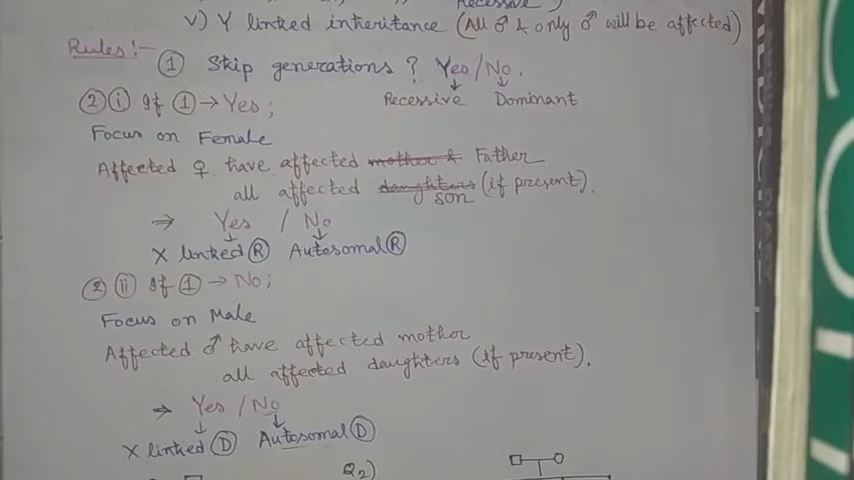 Recessive)
V) Y linked inheritance (All ♂ & only ♂ will be affected)
Rules:-
① Skip generations? Yes/No.
↓ ↓
Recessive Dominant
② ⓘ If ① → Yes;
Focus on Female
Affected ♀ have affected mother & Father
all affected daughters (if present).
son
⇒ Yes / No
↓ ↓
X linked Ⓡ Autosomal Ⓡ
② ⓘⓘ If ① → No;
Focus on Male
Affected ♂ have affected mother
all affected daughters (if present).
⇒ Yes / No
↓ ↓
X linked Ⓓ Autosomal Ⓓ
Q2)